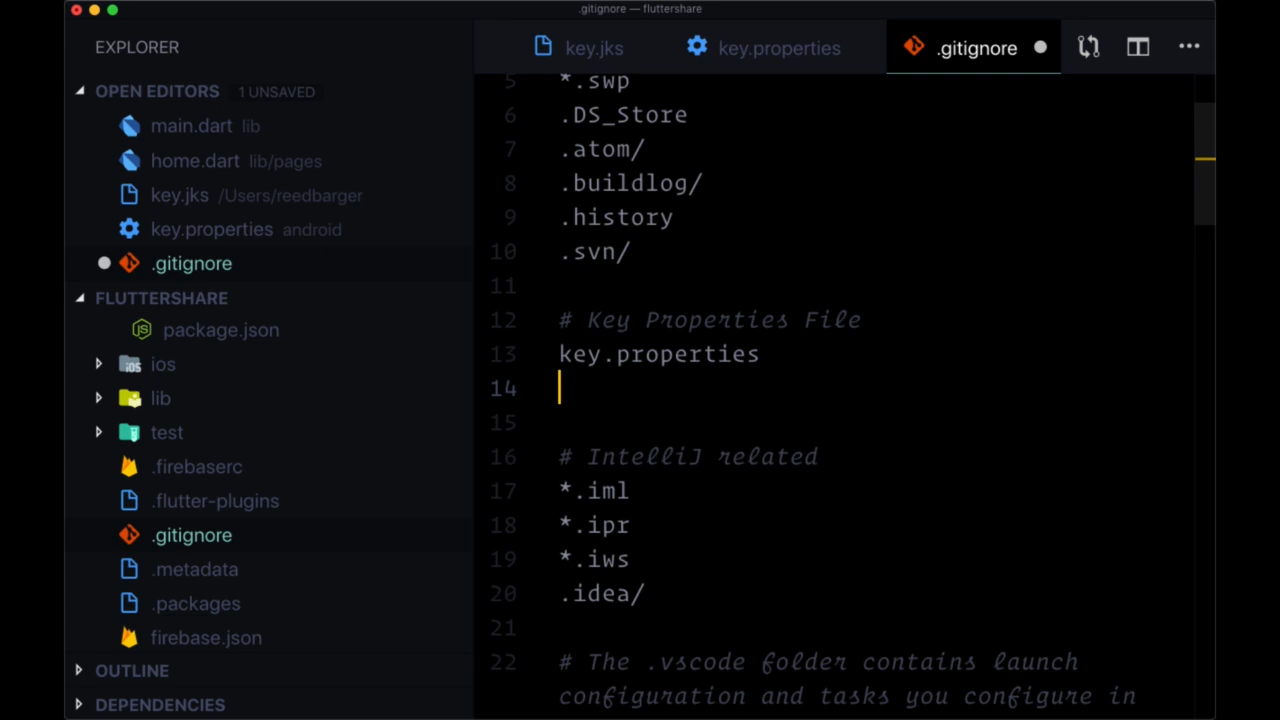 .gitignore — fluttershare
EXPLORER
OPEN EDITORS 1 UNSAVED
main.dart lib
home.dart lib/pages
key.jks /Users/reedbarger
key.properties android
.gitignore
FLUTTERSHARE
package.json
ios
lib
test
.firebaserc
.flutter-plugins
.gitignore
.metadata
.packages
firebase.json
OUTLINE
DEPENDENCIES
key.jks key.properties .gitignore
5 *.swp
6 .DS_Store
7 .atom/
8 .buildlog/
9 .history
10 .svn/
11
12 # Key Properties File
13 key.properties
14
15
16 # IntelliJ related
17 *.iml
18 *.ipr
19 *.iws
20 .idea/
21
22 # The .vscode folder contains launch
configuration and tasks you configure in